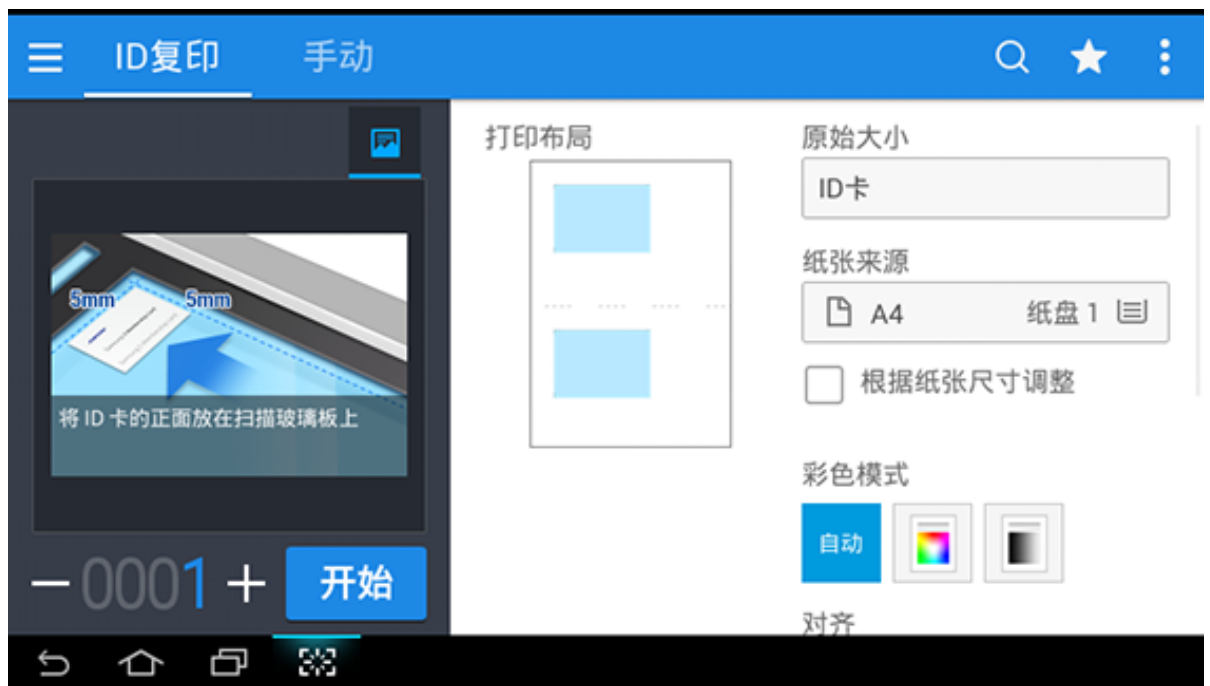 ID复印
手动
打印布局
原始大小
ID卡
纸张来源
A4
纸盘 1
根据纸张尺寸调整
5mm
5mm
将 ID 卡的正面放在扫描玻璃板上
彩色模式
自动
0001
开始
对齐